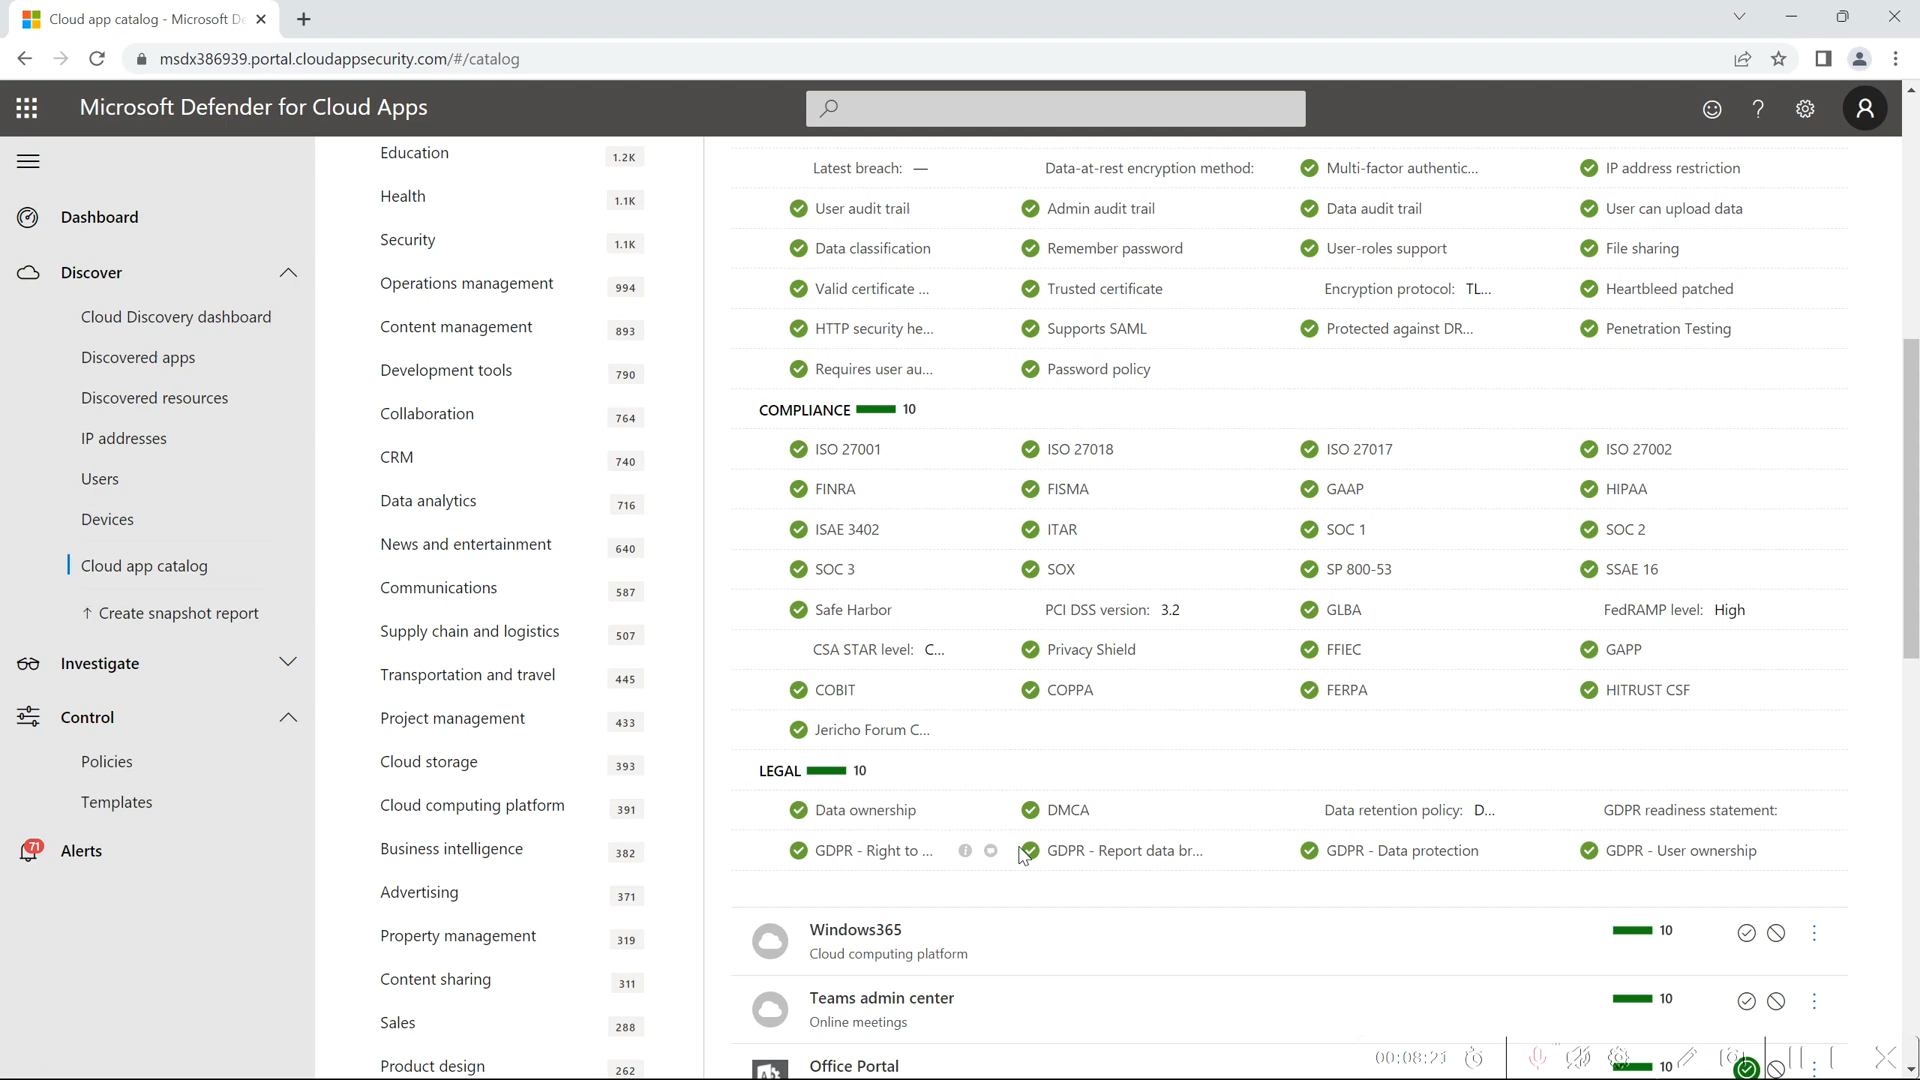 Cloud app catalog - Microsoft De
msdx386939.portal.cloudappsecurity.com/#/catalog
Microsoft Defender for Cloud Apps
Dashboard
Discover
Cloud Discovery dashboard
Discovered apps
Discovered resources
IP addresses
Users
Devices
Cloud app catalog
↑ Create snapshot report
Investigate
Control
Policies
Templates
71
Alerts
Education 1.2K
Health 1.1K
Security 1.1K
Operations management 994
Content management 893
Development tools 790
Collaboration 764
CRM 740
Data analytics 716
News and entertainment 640
Communications 587
Supply chain and logistics 507
Transportation and travel 445
Project management 433
Cloud storage 393
Cloud computing platform 391
Business intelligence 382
Advertising 371
Property management 319
Content sharing 311
Sales 288
Product design 262
Latest breach: — Data-at-rest encryption method: Multi-factor authentic... IP address restriction
User audit trail Admin audit trail Data audit trail User can upload data
Data classification Remember password User-roles support File sharing
Valid certificate ... Trusted certificate Encryption protocol: TL... Heartbleed patched
HTTP security he... Supports SAML Protected against DR... Penetration Testing
Requires user au... Password policy
COMPLIANCE 10
ISO 27001 ISO 27018 ISO 27017 ISO 27002
FINRA FISMA GAAP HIPAA
ISAE 3402 ITAR SOC 1 SOC 2
SOC 3 SOX SP 800-53 SSAE 16
Safe Harbor PCI DSS version: 3.2 GLBA FedRAMP level: High
CSA STAR level: C... Privacy Shield FFIEC GAPP
COBIT COPPA FERPA HITRUST CSF
Jericho Forum C...
LEGAL 10
Data ownership DMCA Data retention policy: D... GDPR readiness statement:
GDPR - Right to ... GDPR - Report data br... GDPR - Data protection GDPR - User ownership
Windows365 10
Cloud computing platform
Teams admin center 10
Online meetings
Office Portal 10
00:08:21